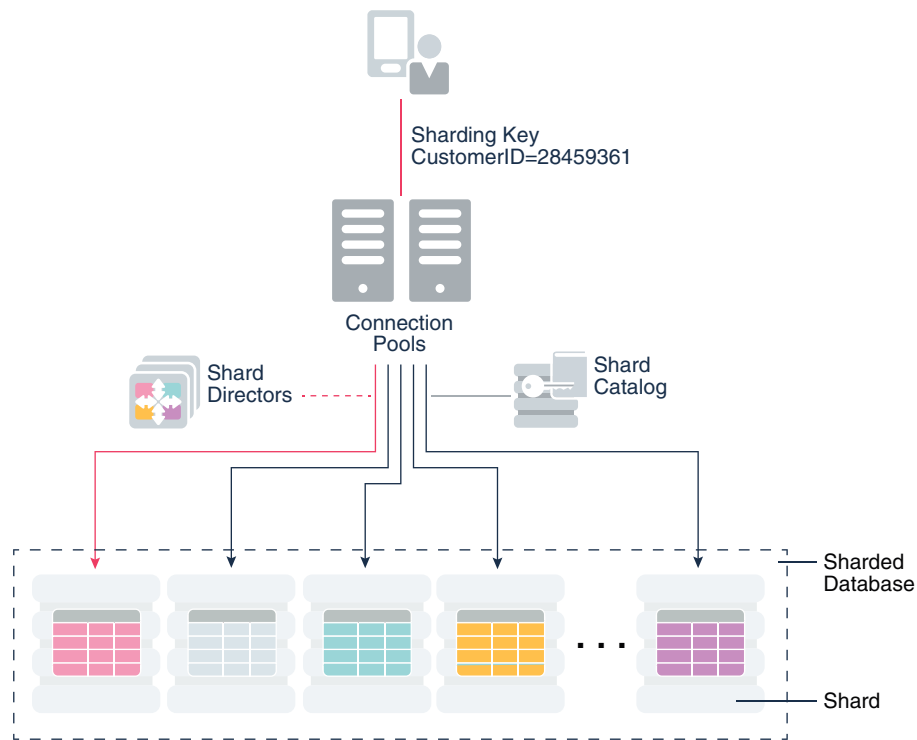 Sharding Key
CustomerID=28459361
Connection
Pools
Shard
Directors
Shard
Catalog
. . .
Sharded
Database
Shard